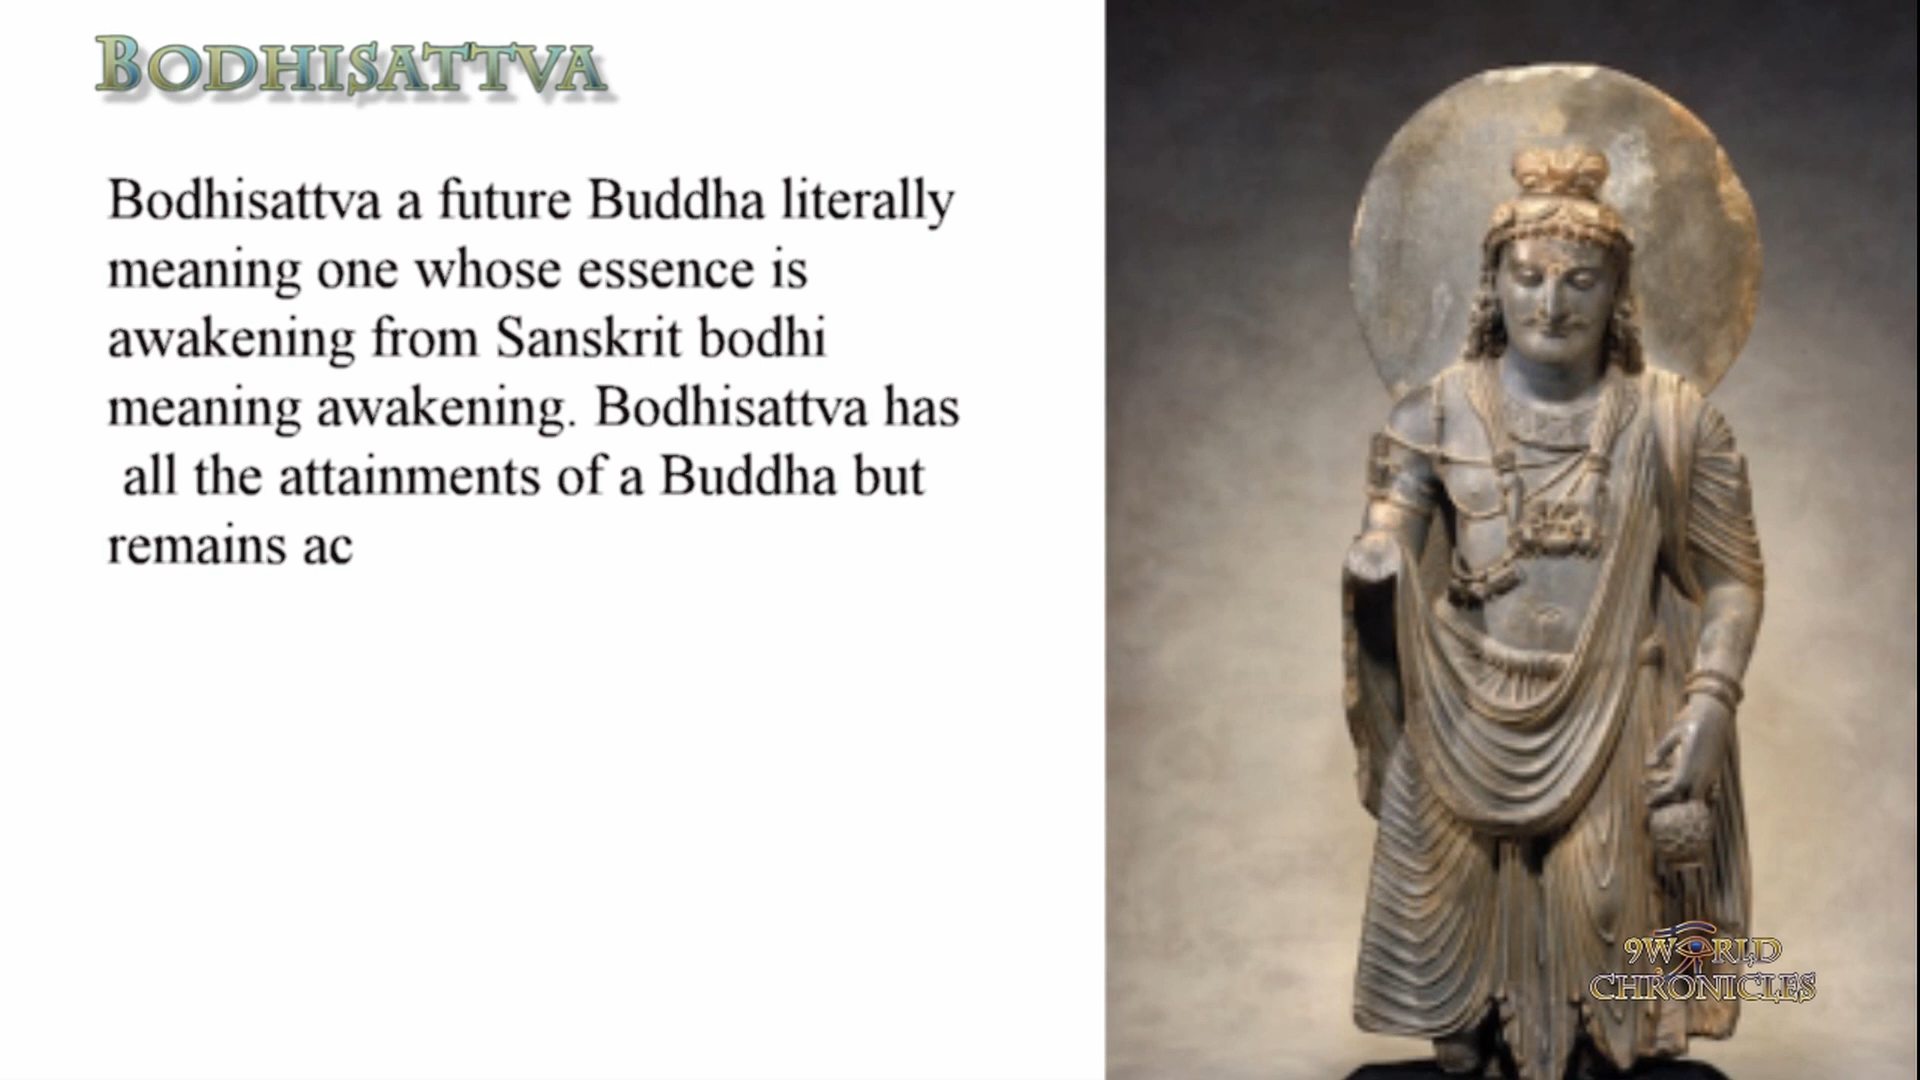 BODHISATTVA
Bodhisattva a future Buddha literally
meaning one whose essence is
awakening from Sanskrit bodhi
meaning awakening. Bodhisattva has
all the attainments of a Buddha but
remains ac
9WORLD
CHRONICLES